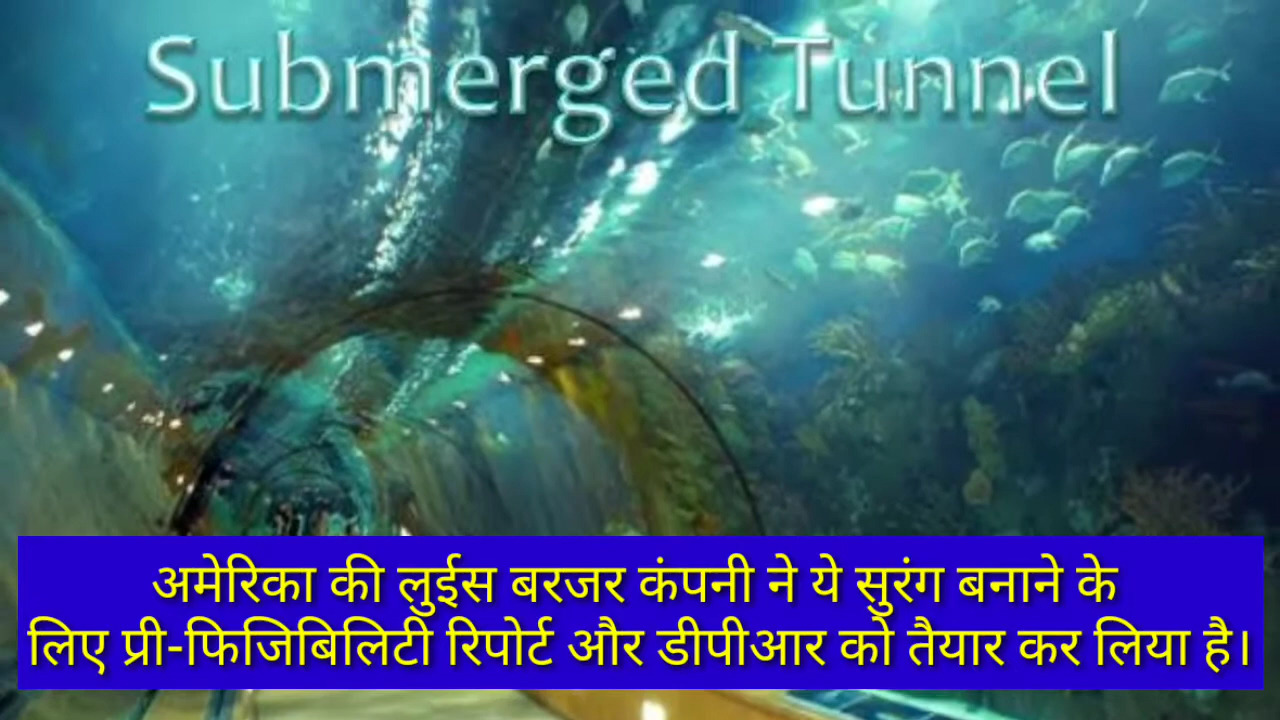 Submerged Tunnel
अमेरिका की लुईस बरजर कंपनी ने ये सुरंग बनाने के
लिए प्री-फिजिबिलिटी रिपोर्ट और डीपीआर को तैयार कर लिया है।